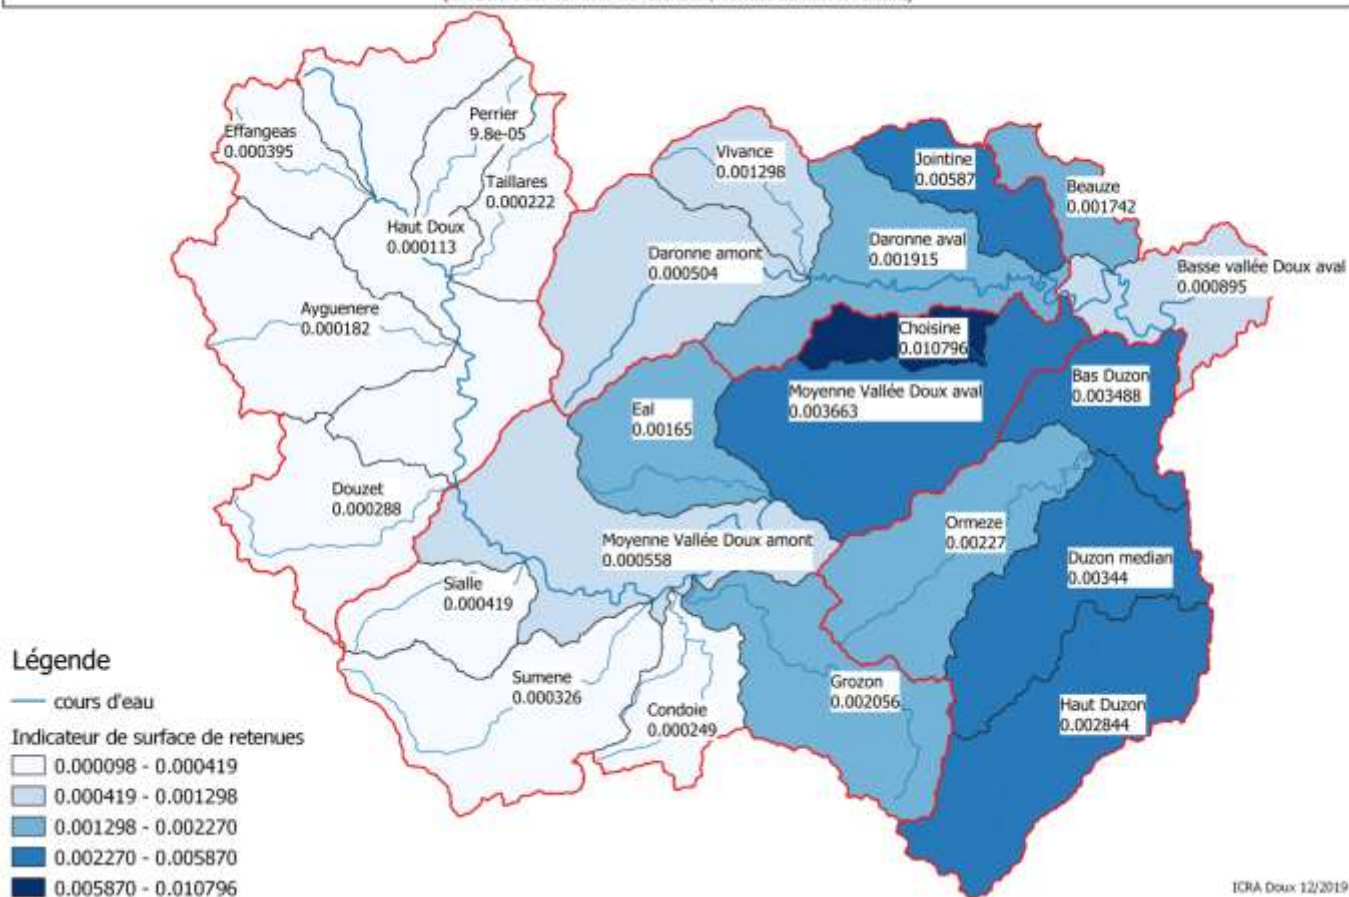 Effangeas
0.000395
Perrier
9.8e-05
Taillares
0.000222
Haut Doux
0.000113
Vivance
0.001298
Jointine
0.00587
Beauze
0.001742
Daronne amont
0.000504
Daronne aval
0.001915
Basse vallée Doux aval
0.000895
Ayguenere
0.000182
Choisine
0.010796
Moyenne Vallée Doux aval
0.003663
Bas Duzon
0.003488
Eal
0.00165
Douzet
0.000288
Ormeze
0.00227
Moyenne Vallée Doux amont
0.000558
Duzon median
0.00344
Sialle
0.000419
Sumene
0.000326
Condoie
0.000249
Grozon
0.002056
Haut Duzon
0.002844
Légende
cours d'eau
Indicateur de surface de retenues
0.000098 - 0.000419
0.000419 - 0.001298
0.001298 - 0.002270
0.002270 - 0.005870
0.005870 - 0.010796
ICRA Doux 12/2019